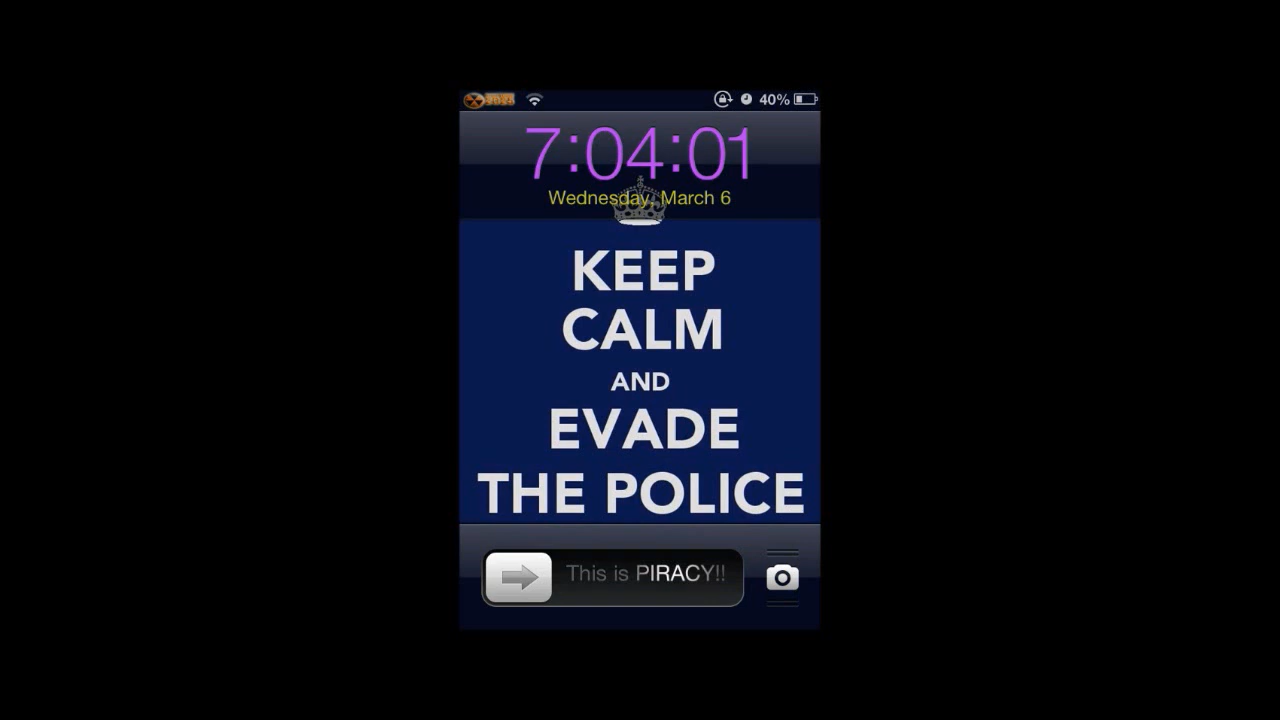 40%
7:04:01
Wednesday, March 6
KEEP
CALM
AND
EVADE
THE POLICE
This is PIRACY!!